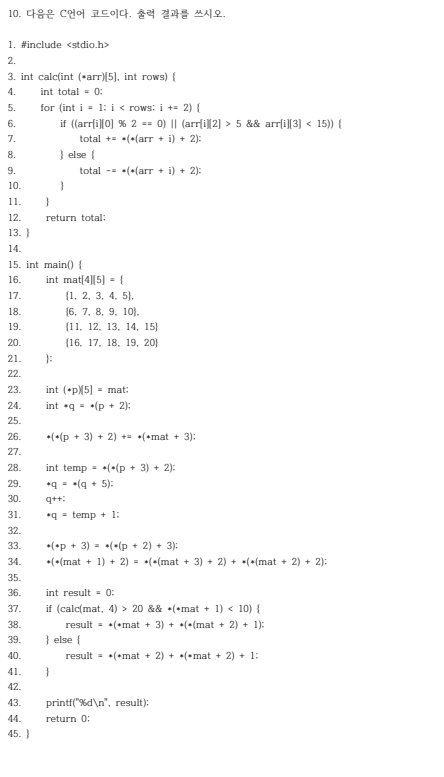 10. 다음은 C언어 코드이다. 출력 결과를 쓰시오.
1. #include <stdio.h>
2.
3. int calc(int (*arr)[5], int rows) {
4. int total = 0;
5. for (int i = 1; i < rows; i += 2) {
6. if ((arr[i][0] % 2 == 0) || (arr[i][2] > 5 && arr[i][3] < 15)) {
7. total += *(*(arr + i) + 2);
8. } else {
9. total -= *(*(arr + i) + 2);
10. }
11. }
12. return total;
13. }
14.
15. int main() {
16. int mat[4][5] = {
17. {1, 2, 3, 4, 5},
18. {6, 7, 8, 9, 10},
19. {11, 12, 13, 14, 15}
20. {16, 17, 18, 19, 20}
21. };
22.
23. int (*p)[5] = mat;
24. int *q = *(p + 2);
25.
26. *(*(p + 3) + 2) += *(*mat + 3);
27.
28. int temp = *(*(p + 3) + 2);
29. *q = *(q + 5);
30. q++;
31. *q = temp + 1;
32.
33. *(*p + 3) = *(*(p + 2) + 3);
34. *(*(mat + 1) + 2) = *(*(mat + 3) + 2) + *(*(mat + 2) + 2);
35.
36. int result = 0;
37. if (calc(mat, 4) > 20 && *(*mat + 1) < 10) {
38. result = *(*mat + 3) + *(*(mat + 2) + 1);
39. } else {
40. result = *(*mat + 2) + *(*mat + 2) + 1;
41. }
42.
43. printf("%d\n", result);
44. return 0;
45. }